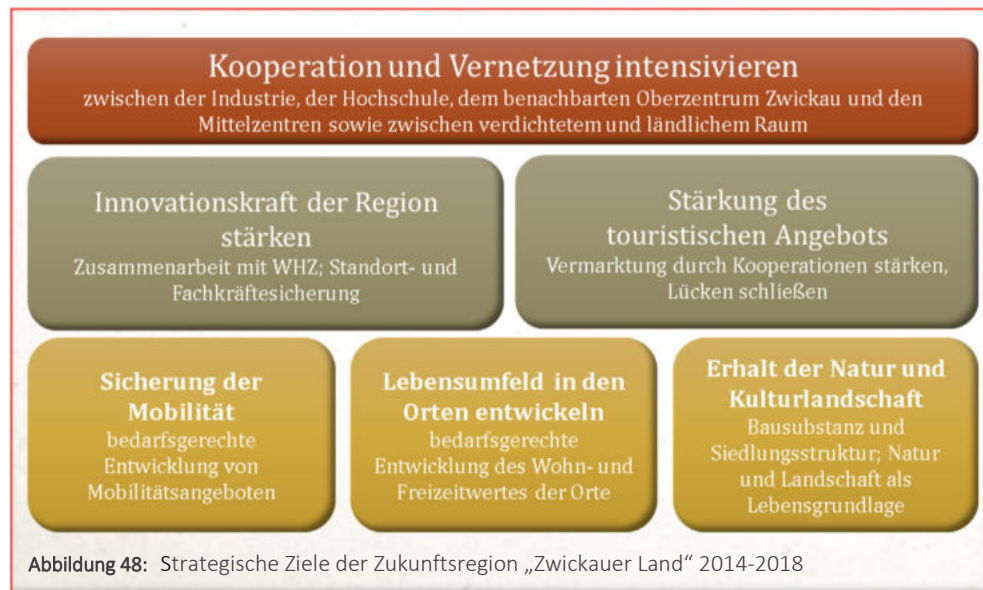 Kooperation und Vernetzung intensivieren
zwischen der Industrie, der Hochschule, dem benachbarten Oberzentrum Zwickau und den
Mittelzentren sowie zwischen verdichtetem und ländlichem Raum
Innovationskraft der Region
stärken
Zusammenarbeit mit WHZ; Standort- und
Fachkräftesicherung
Stärkung des
touristischen Angebots
Vermarktung durch Kooperationen stärken,
Lücken schließen
Sicherung der
Mobilität
bedarfsgerechte
Entwicklung von
Mobilitätsangeboten
Lebensumfeld in den
Orten entwickeln
bedarfsgerechte
Entwicklung des Wohn- und
Freizeitwertes der Orte
Erhalt der Natur und
Kulturlandschaft
Bausubstanz und
Siedlungsstruktur; Natur
und Landschaft als
Lebensgrundlage
Abbildung 48: Strategische Ziele der Zukunftsregion „Zwickauer Land" 2014-2018